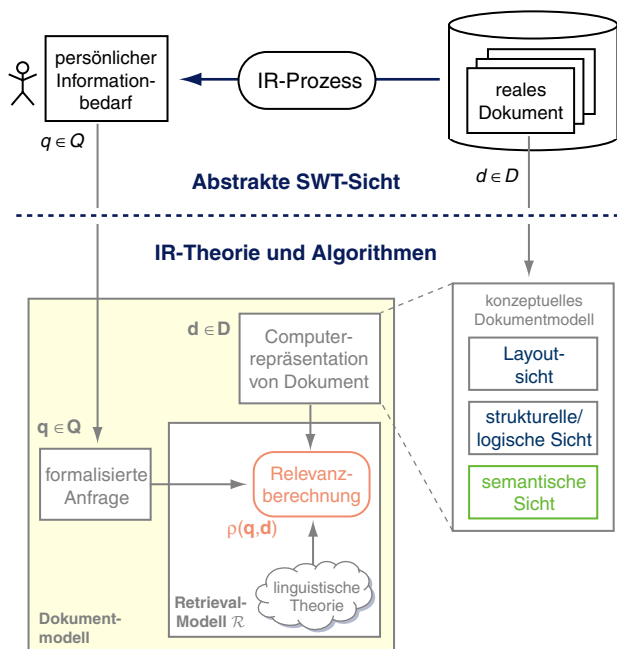 persönlicher
Information-
bedarf
IR-Prozess
reales
Dokument
q ∈ Q
d ∈ D
Abstrakte SWT-Sicht
IR-Theorie und Algorithmen
konzeptuelles
Dokumentmodell
Layout-
sicht
strukturelle/
logische Sicht
semantische
Sicht
d ∈ D
Computer-
repräsentation
von Dokument
q ∈ Q
formalisierte
Anfrage
Relevanz-
berechnung
ρ(q,d)
linguistische
Theorie
Retrieval-
Modell ℛ
Dokument-
modell